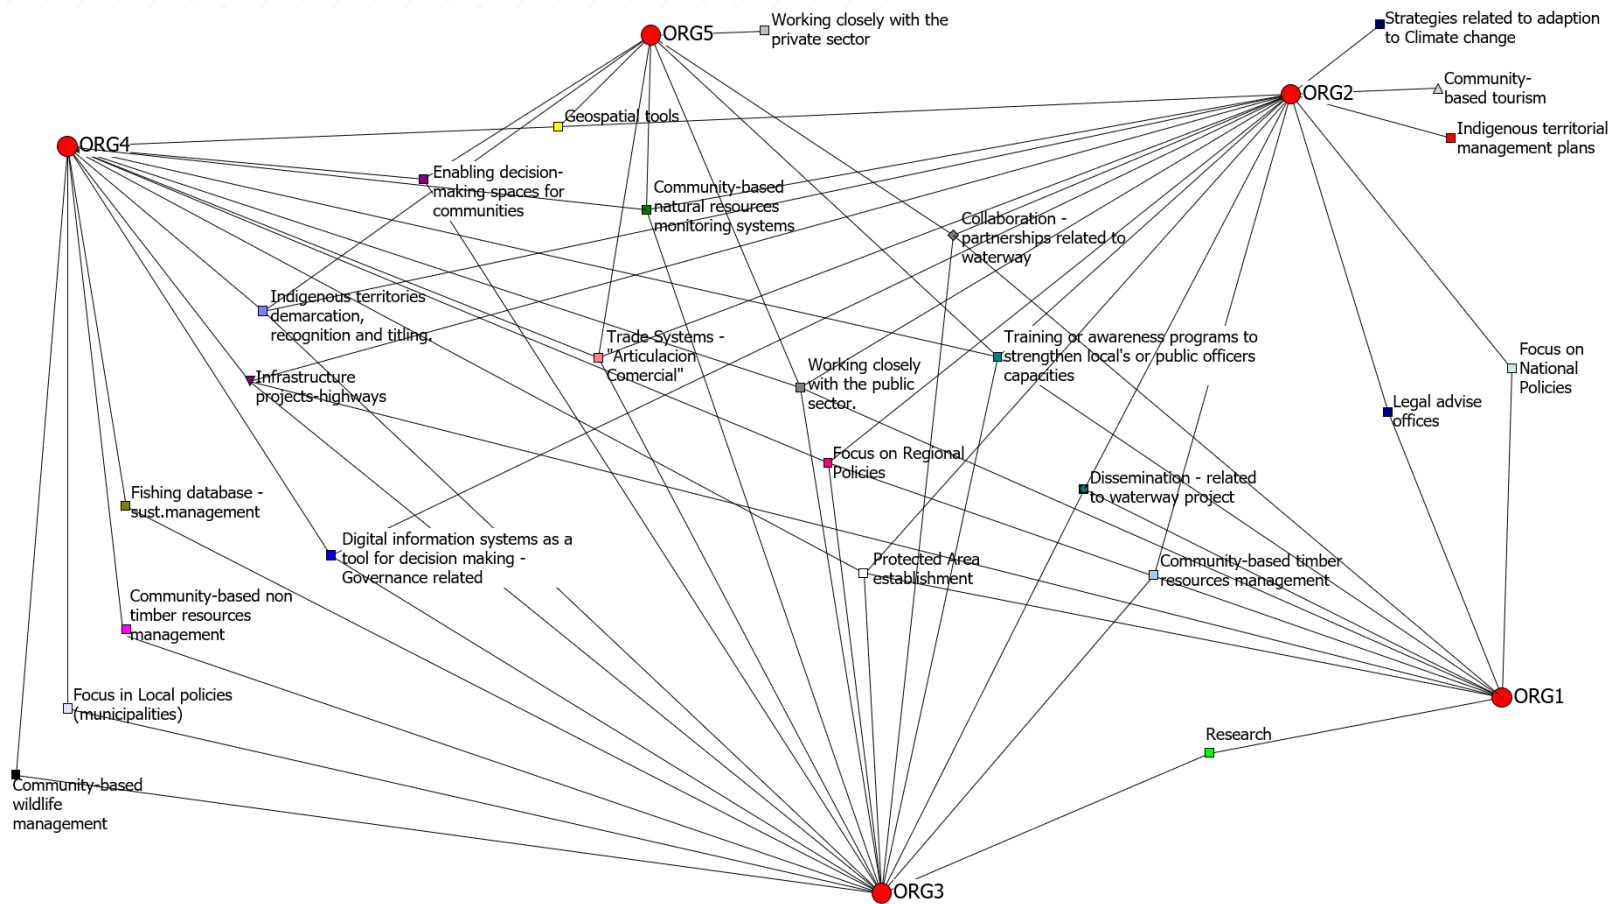 ORG5
Working closely with the
private sector
Strategies related to adaption
to Climate change
ORG2
Community-
based tourism
Indigenous territorial
management plans
Geospatial tools
ORG4
Enabling decision-
making spaces for
communities
Community-based
natural resources
monitoring systems
Collaboration -
partnerships related to
waterway
Indigenous territories
demarcation,
recognition and titling.
Trade Systems -
"Articulacion
Comercial"
Training or awareness programs to
strengthen local's or public officers
capacities
Working closely
with the public
sector.
Focus on
National
Policies
Infrastructure
projects-highways
Legal advise
offices
Focus on Regional
Policies
Dissemination - related
to waterway project
Fishing database -
sust.management
Digital information systems as a
tool for decision making -
Governance related
Protected Area
establishment
Community-based timber
resources management
Community-based non
timber resources
management
Focus in Local policies
(municipalities)
ORG1
Research
Community-based
wildlife
management
ORG3